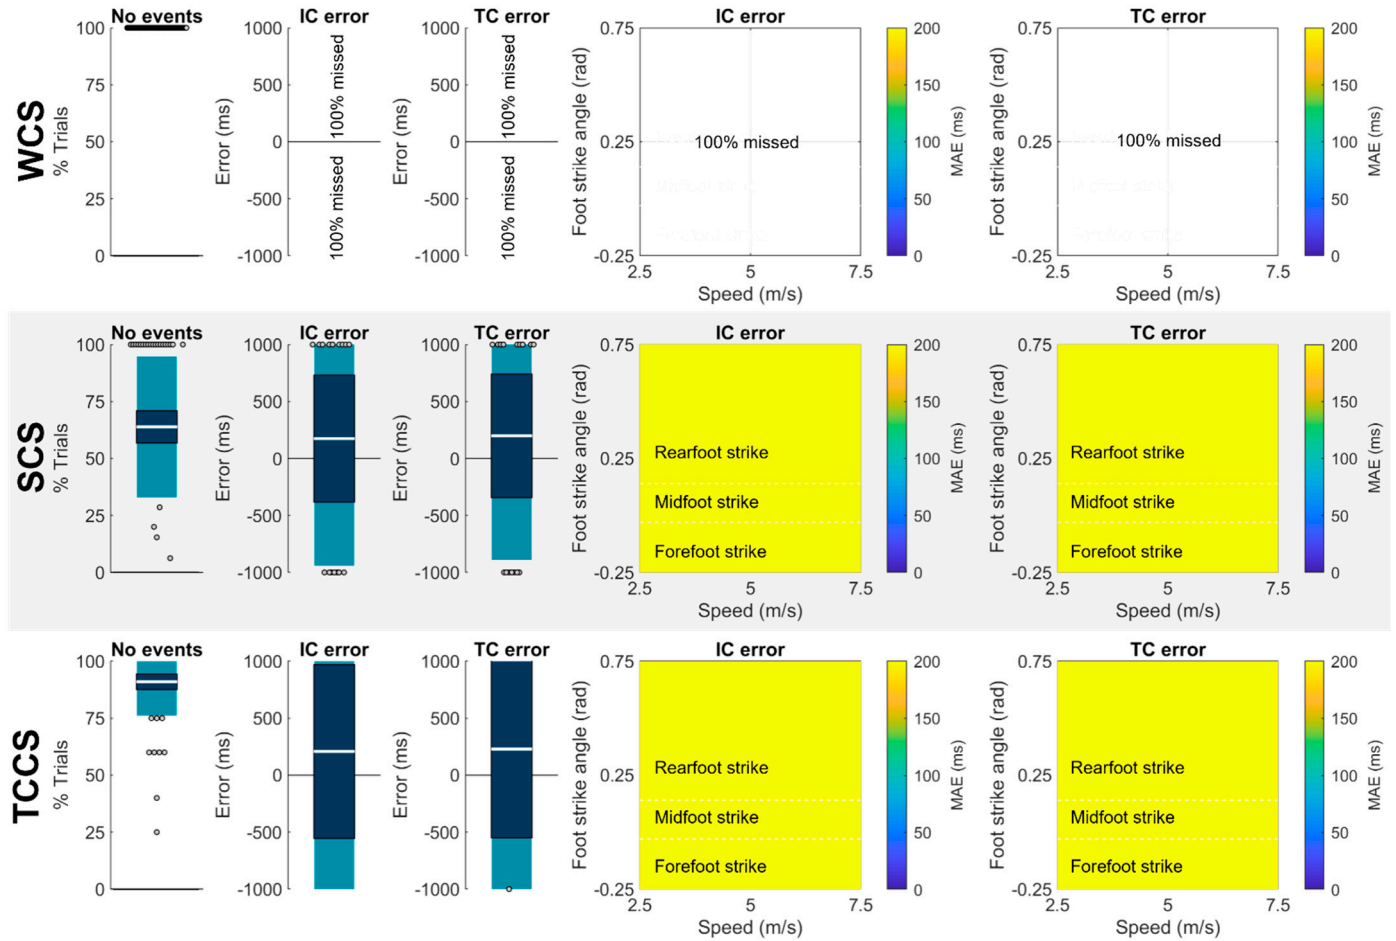 WCS
No events
% Trials
100
75
50
25
0
IC error
Error (ms)
1000
500
0
-500
-1000
100% missed
100% missed
TC error
Error (ms)
1000
500
0
-500
-1000
100% missed
100% missed
IC error
Foot strike angle (rad)
0.75
0.25
-0.25
100% missed
Midfoot strike
Forefoot strike
2.5 5 7.5
Speed (m/s)
200
150
100
50
0
MAE (ms)
TC error
Foot strike angle (rad)
0.75
0.25
-0.25
100% missed
Midfoot strike
Forefoot strike
2.5 5 7.5
Speed (m/s)
200
150
100
50
0
MAE (ms)
SCS
No events
% Trials
100
75
50
25
0
IC error
Error (ms)
1000
500
0
-500
-1000
TC error
Error (ms)
1000
500
0
-500
-1000
IC error
Foot strike angle (rad)
0.75
0.25
-0.25
Rearfoot strike
Midfoot strike
Forefoot strike
2.5 5 7.5
Speed (m/s)
200
150
100
50
0
MAE (ms)
TC error
Foot strike angle (rad)
0.75
0.25
-0.25
Rearfoot strike
Midfoot strike
Forefoot strike
2.5 5 7.5
Speed (m/s)
200
150
100
50
0
MAE (ms)
TCCS
No events
% Trials
100
75
50
25
0
IC error
Error (ms)
1000
500
0
-500
-1000
TC error
Error (ms)
1000
500
0
-500
-1000
IC error
Foot strike angle (rad)
0.75
0.25
-0.25
Rearfoot strike
Midfoot strike
Forefoot strike
2.5 5 7.5
Speed (m/s)
200
150
100
50
0
MAE (ms)
TC error
Foot strike angle (rad)
0.75
0.25
-0.25
Rearfoot strike
Midfoot strike
Forefoot strike
2.5 5 7.5
Speed (m/s)
200
150
100
50
0
MAE (ms)